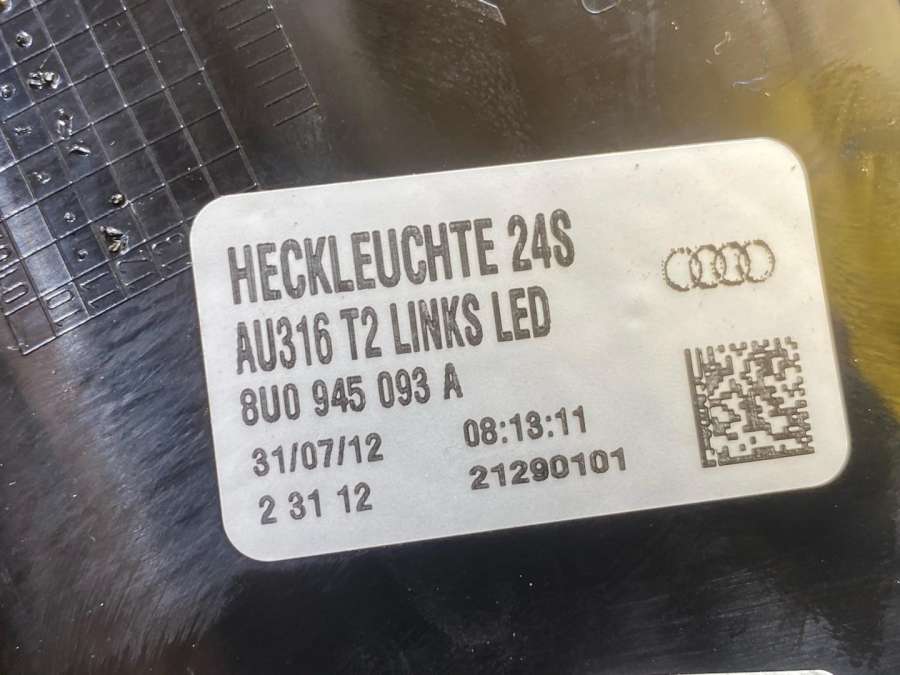 HECKLEUCHTE 24S
AU316 T2 LINKS LED
8U0 945 093 A
31/07/12 08:13:11
2 31 12 21290101